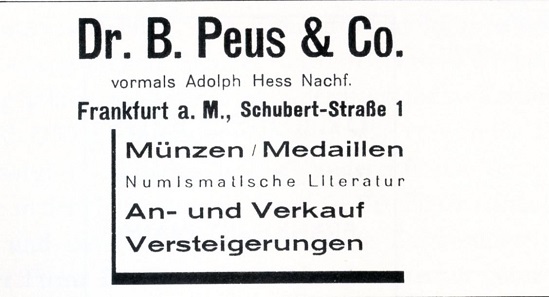 Dr. B. Peus & Co.
vormals Adolph Hess Nachf.
Frankfurt a. M., Schubert-Straße 1
Münzen / Medaillen
Numismatische Literatur
An- und Verkauf
Versteigerungen